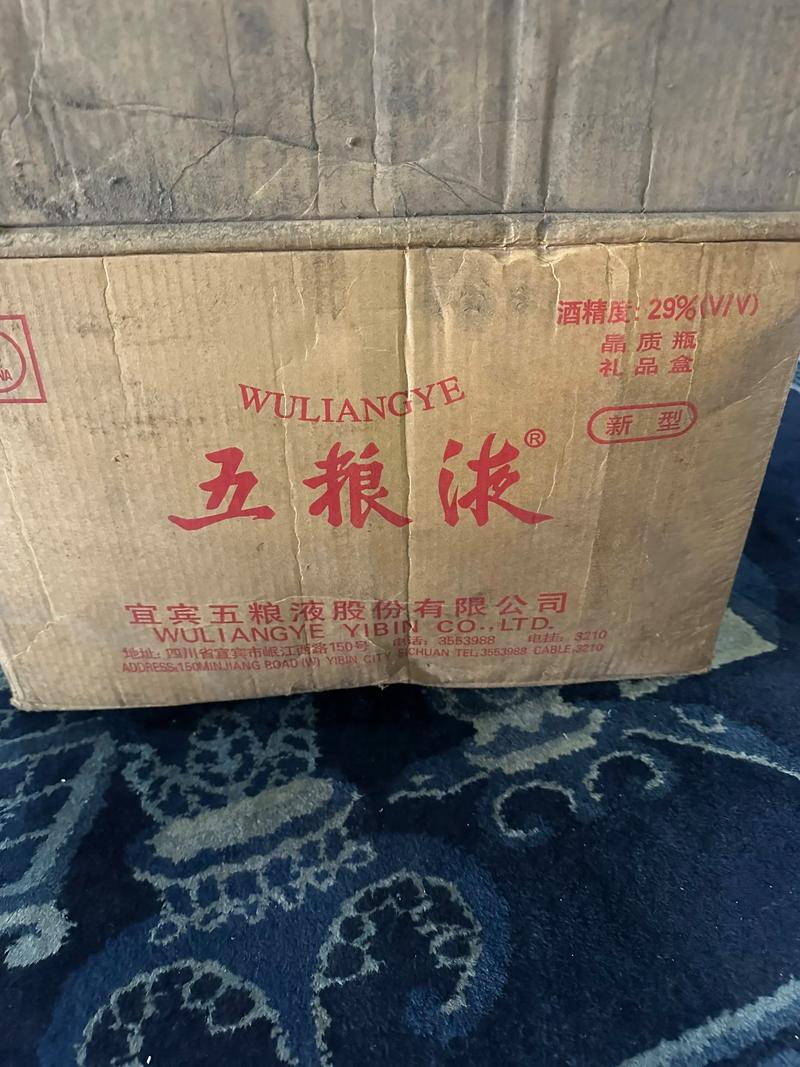 酒精度：29%(V/V)
晶质瓶
礼品盒
新型
WULIANGYE
五粮液®
宜宾五粮液股份有限公司
WULIANGYE YIBIN CO.,LTD.
地址：四川省宜宾市岷江西路150号 电话：3553988 电挂：3210
ADDRESS:150MINJIANG ROAD (W) YIBIN CITY SICHUAN TEL:3553988 CABLE:3210